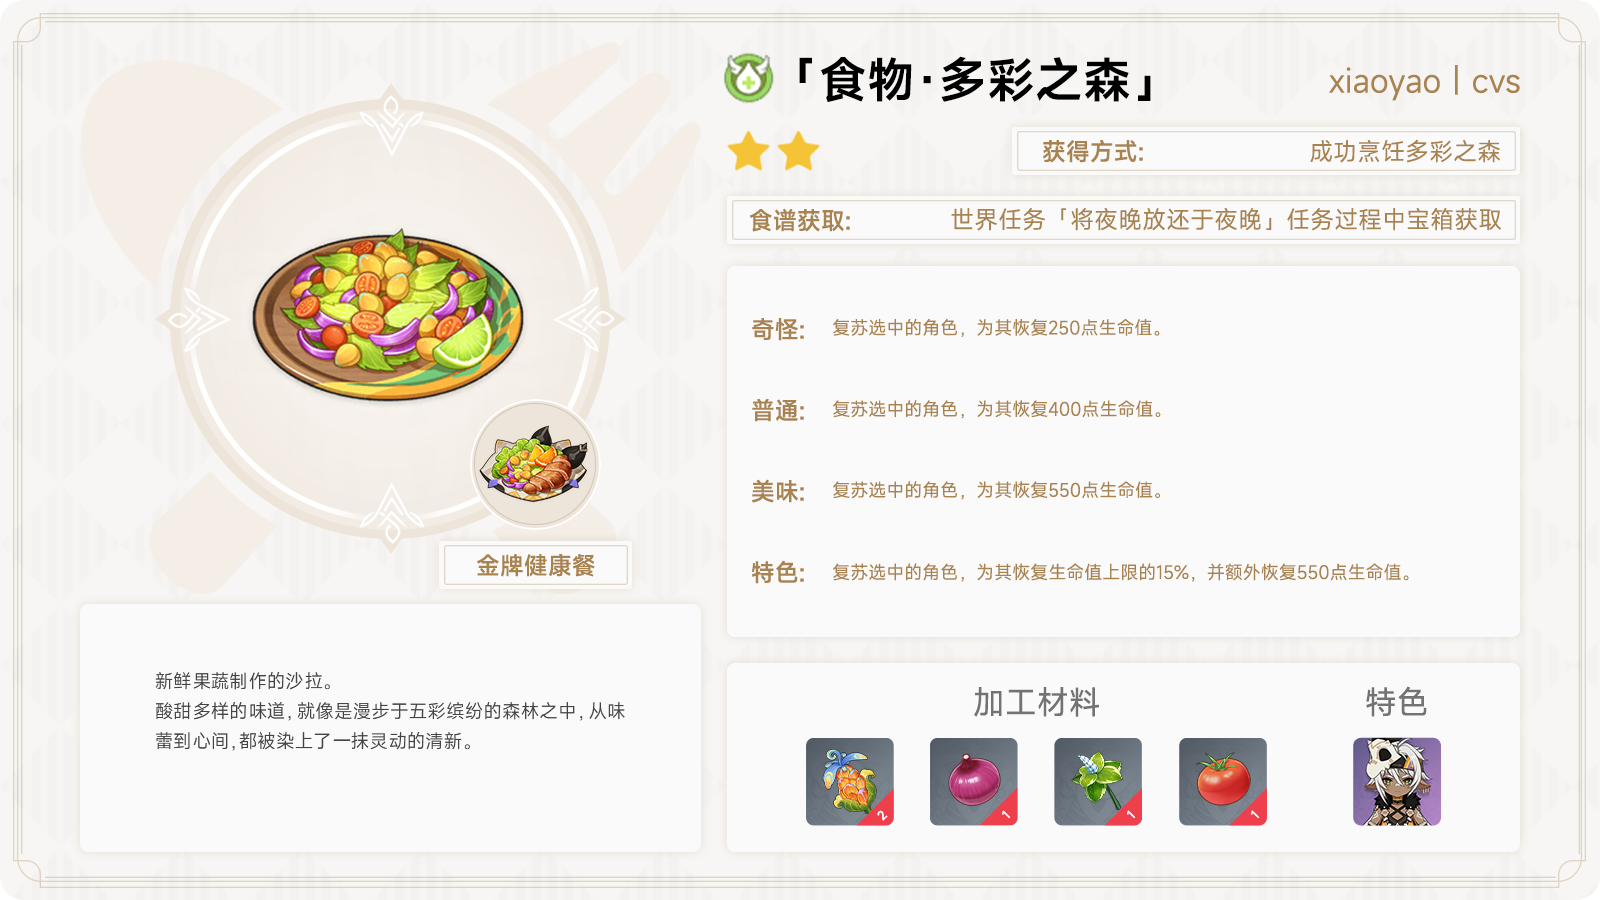 「食物·多彩之森」
xiaoyao | cvs
获得方式:
成功烹饪多彩之森
食谱获取:
世界任务「将夜晚放还于夜晚」任务过程中宝箱获取
奇怪:
复苏选中的角色，为其恢复250点生命值。
普通:
复苏选中的角色，为其恢复400点生命值。
美味:
复苏选中的角色，为其恢复550点生命值。
特色:
复苏选中的角色，为其恢复生命值上限的15%，并额外恢复550点生命值。
金牌健康餐
新鲜果蔬制作的沙拉。
酸甜多样的味道,就像是漫步于五彩缤纷的森林之中,从味
蕾到心间,都被染上了一抹灵动的清新。
加工材料
特色
2
1
1
1